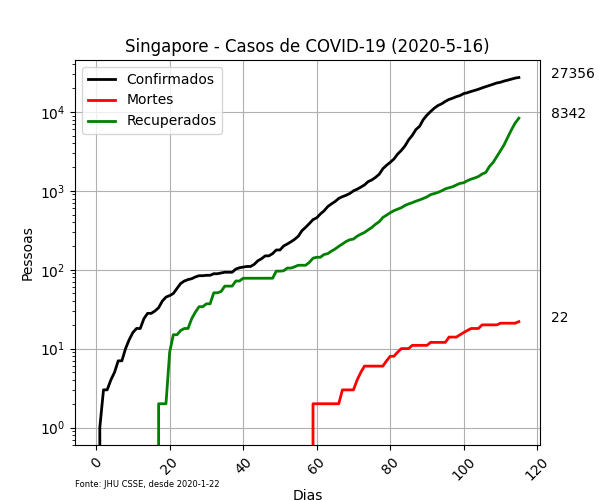 Singapore - Casos de COVID-19 (2020-5-16)
Confirmados
Mortes
Recuperados
27356
8342
22
10⁴
10³
10²
10¹
10⁰
Pessoas
0 20 40 60 80 100 120
Fonte: JHU CSSE, desde 2020-1-22
Dias